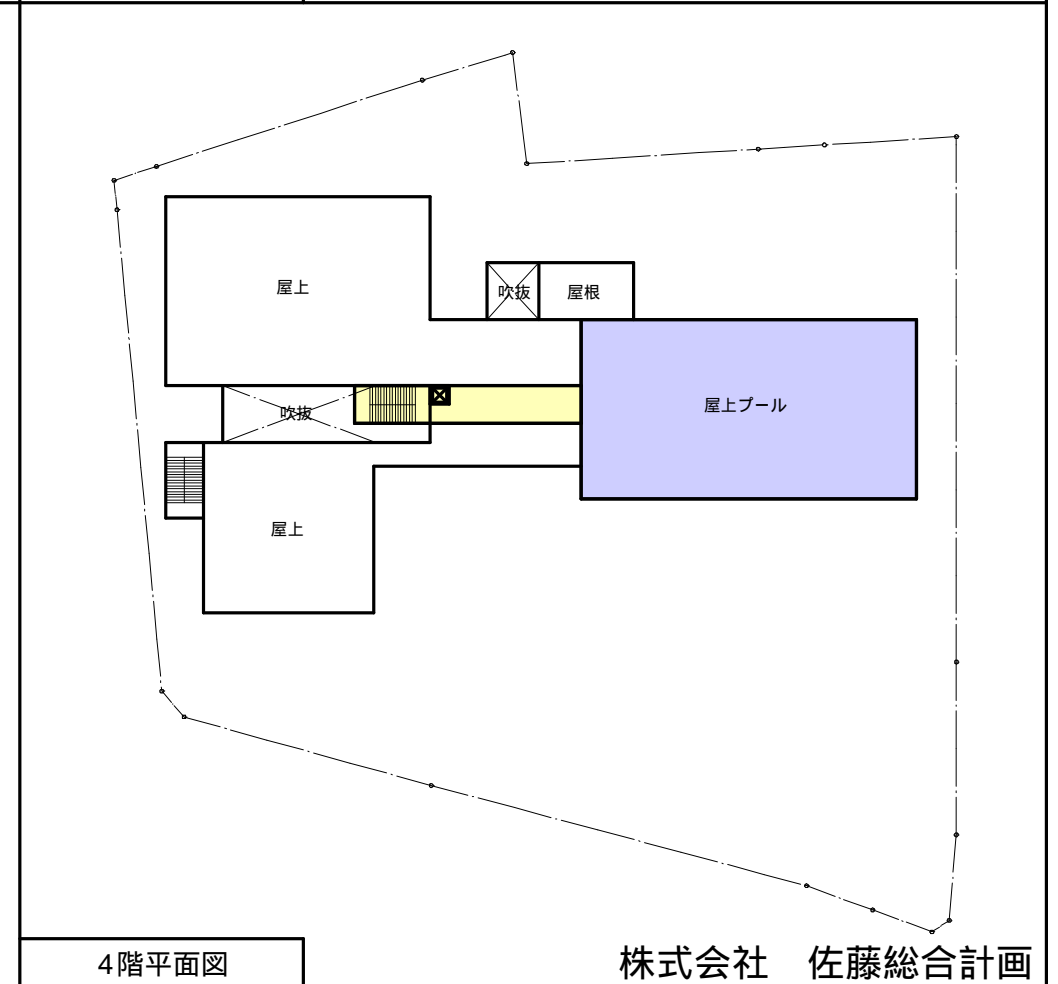 屋上
吹抜
屋根
屋上プール
吹抜
屋上
4階平面図
株式会社　佐藤総合計画